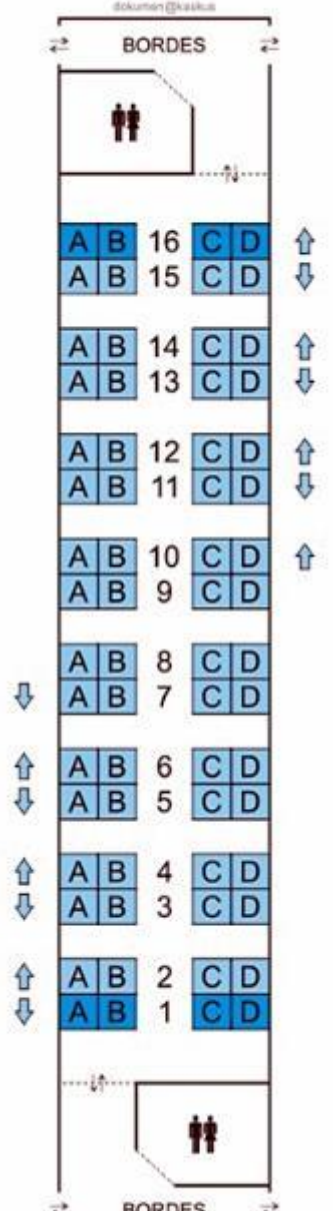 dokumen@kaskus
BORDES
A B 16 C D
A B 15 C D
A B 14 C D
A B 13 C D
A B 12 C D
A B 11 C D
A B 10 C D
A B 9 C D
A B 8 C D
A B 7 C D
A B 6 C D
A B 5 C D
A B 4 C D
A B 3 C D
A B 2 C D
A B 1 C D
BORDES